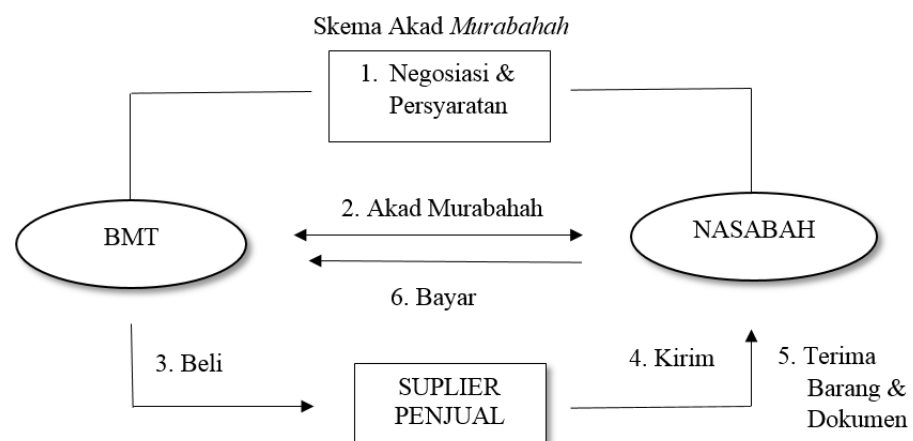 Skema Akad Murabahah
1. Negosiasi &
Persyaratan
BMT
2. Akad Murabahah
NASABAH
6. Bayar
3. Beli
SUPLIER
PENJUAL
4. Kirim
5. Terima
Barang &
Dokumen